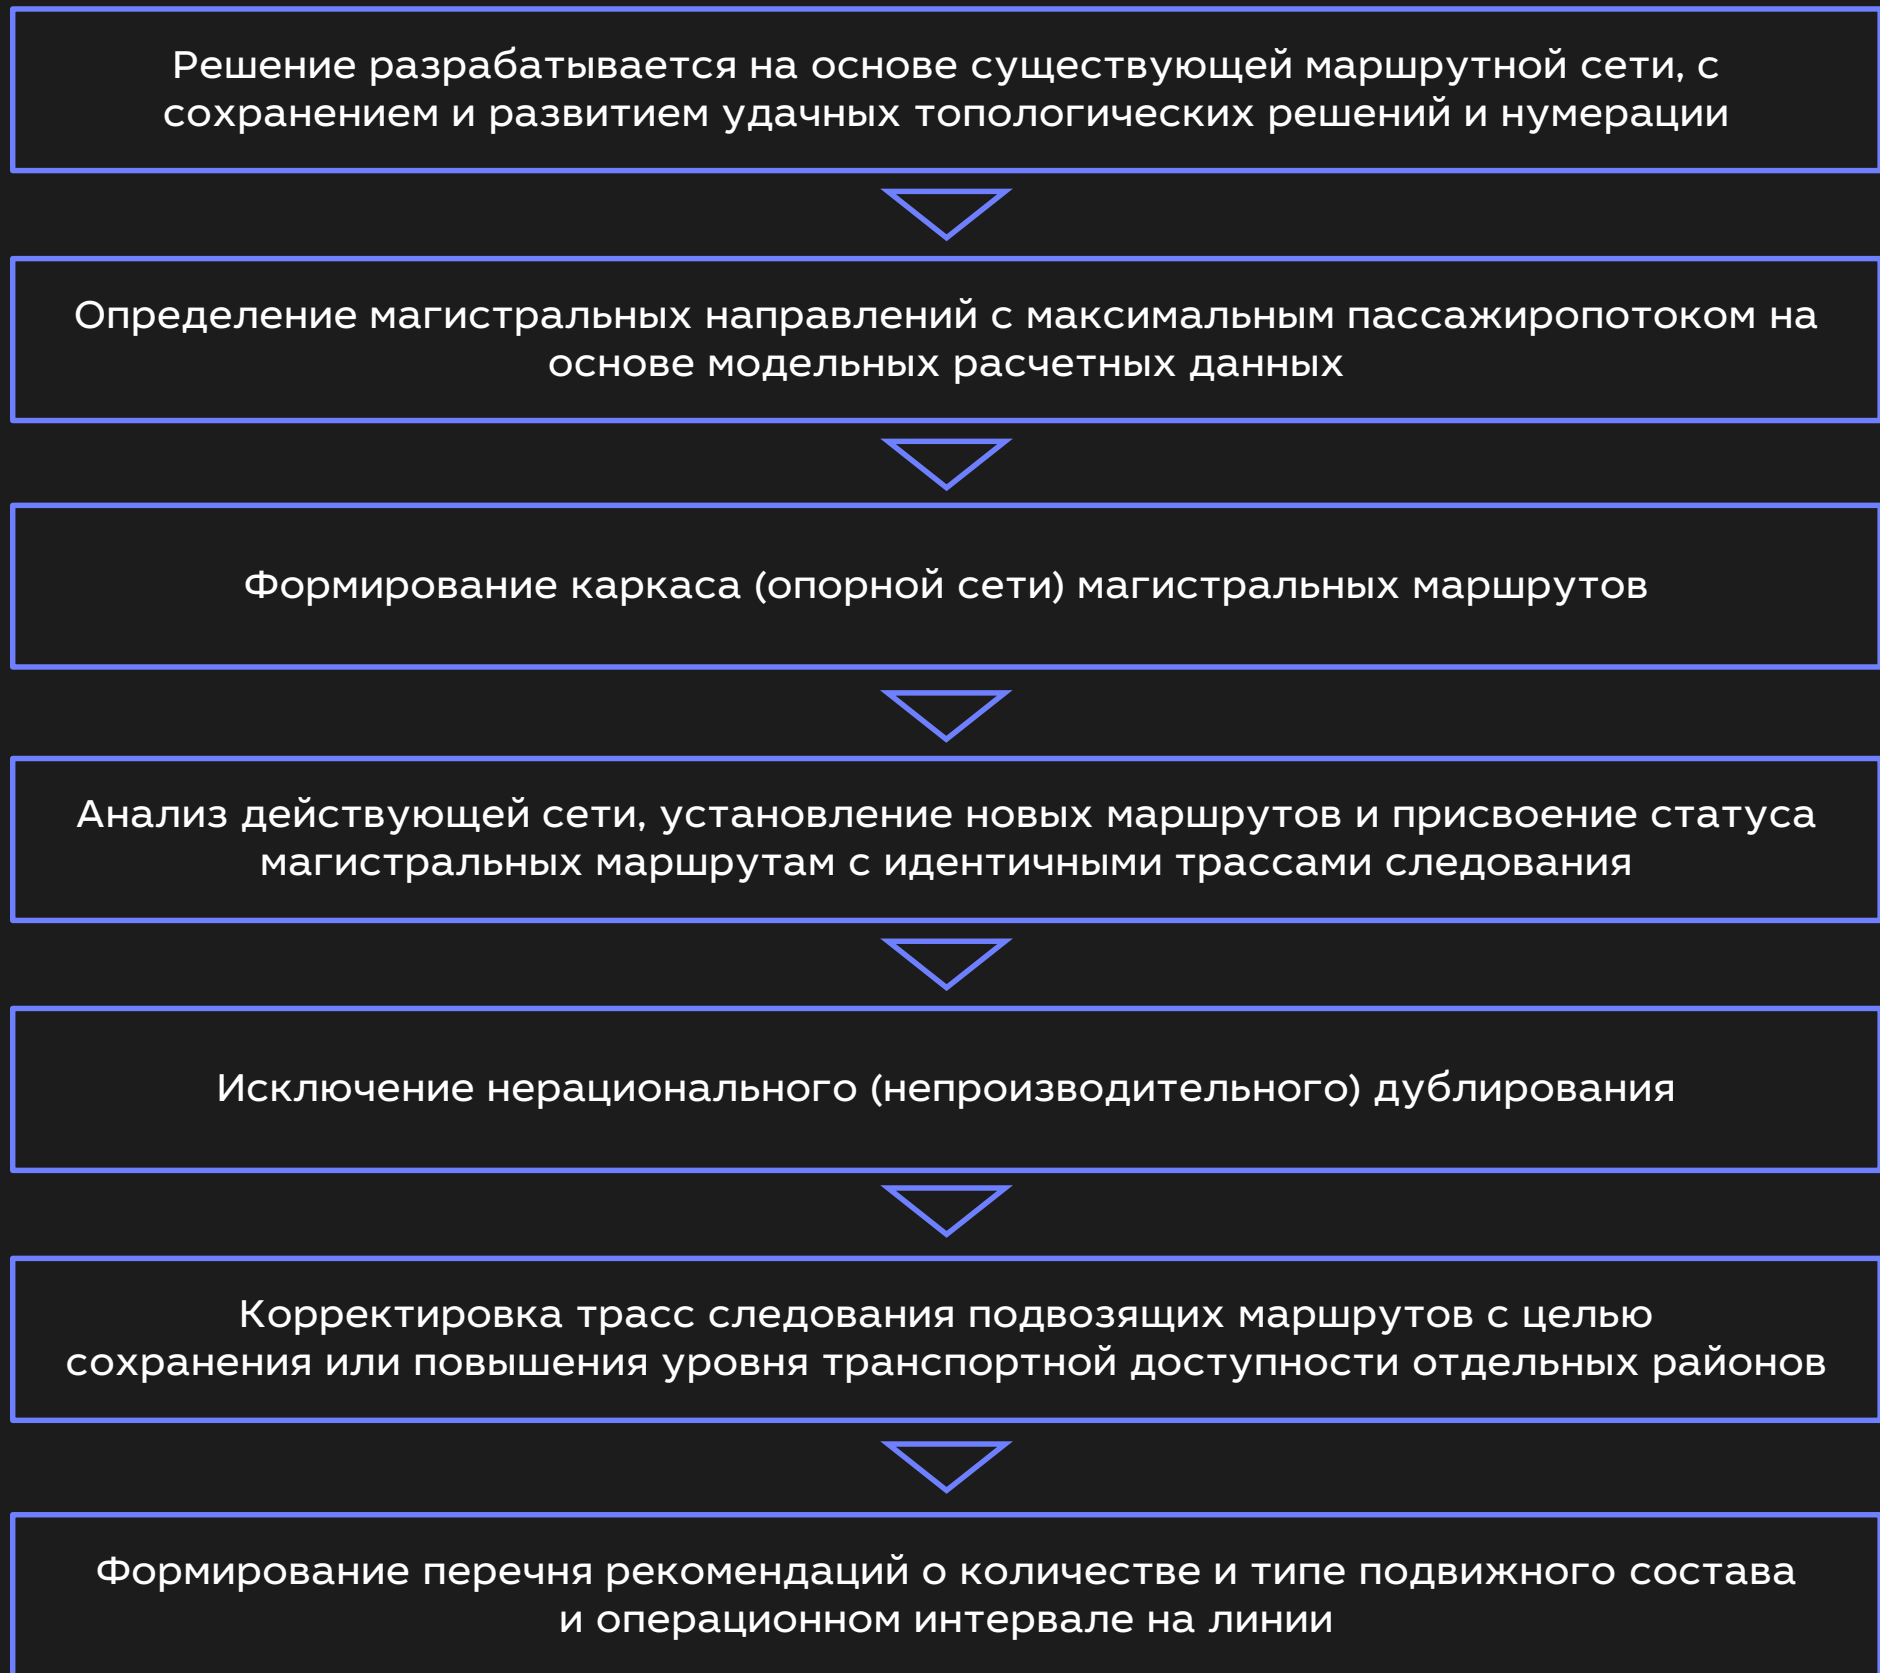 Решение разрабатывается на основе существующей маршрутной сети, с
сохранением и развитием удачных топологических решений и нумерации
Определение магистральных направлений с максимальным пассажиропотоком на
основе модельных расчетных данных
Формирование каркаса (опорной сети) магистральных маршрутов
Анализ действующей сети, установление новых маршрутов и присвоение статуса
магистральных маршрутам с идентичными трассами следования
Исключение нерационального (непроизводительного) дублирования
Корректировка трасс следования подвозящих маршрутов с целью
сохранения или повышения уровня транспортной доступности отдельных районов
Формирование перечня рекомендаций о количестве и типе подвижного состава
и операционном интервале на линии